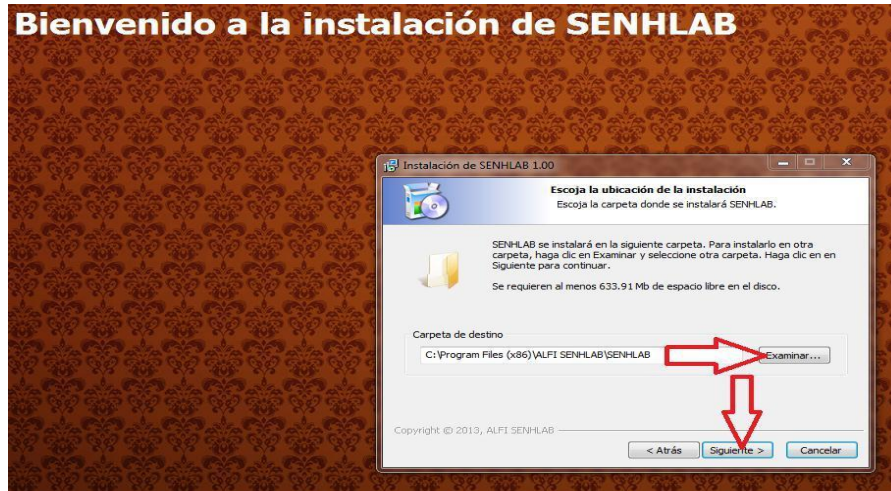 Bienvenido a la instalación de SENHLAB
Instalación de SENHLAB 1.00
Escoja la ubicación de la instalación
Escoja la carpeta donde se instalará SENHLAB.
SENHLAB se instalará en la siguiente carpeta. Para instalarlo en otra
carpeta, haga clic en Examinar y seleccione otra carpeta. Haga clic en en
Siguiente para continuar.
Se requieren al menos 633.91 Mb de espacio libre en el disco.
Carpeta de destino
C:\Program Files (x86)\ALFI SENHLAB\SENHLAB
Examinar...
Copyright © 2013, ALFI SENHLAB
< Atrás
Siguiente >
Cancelar